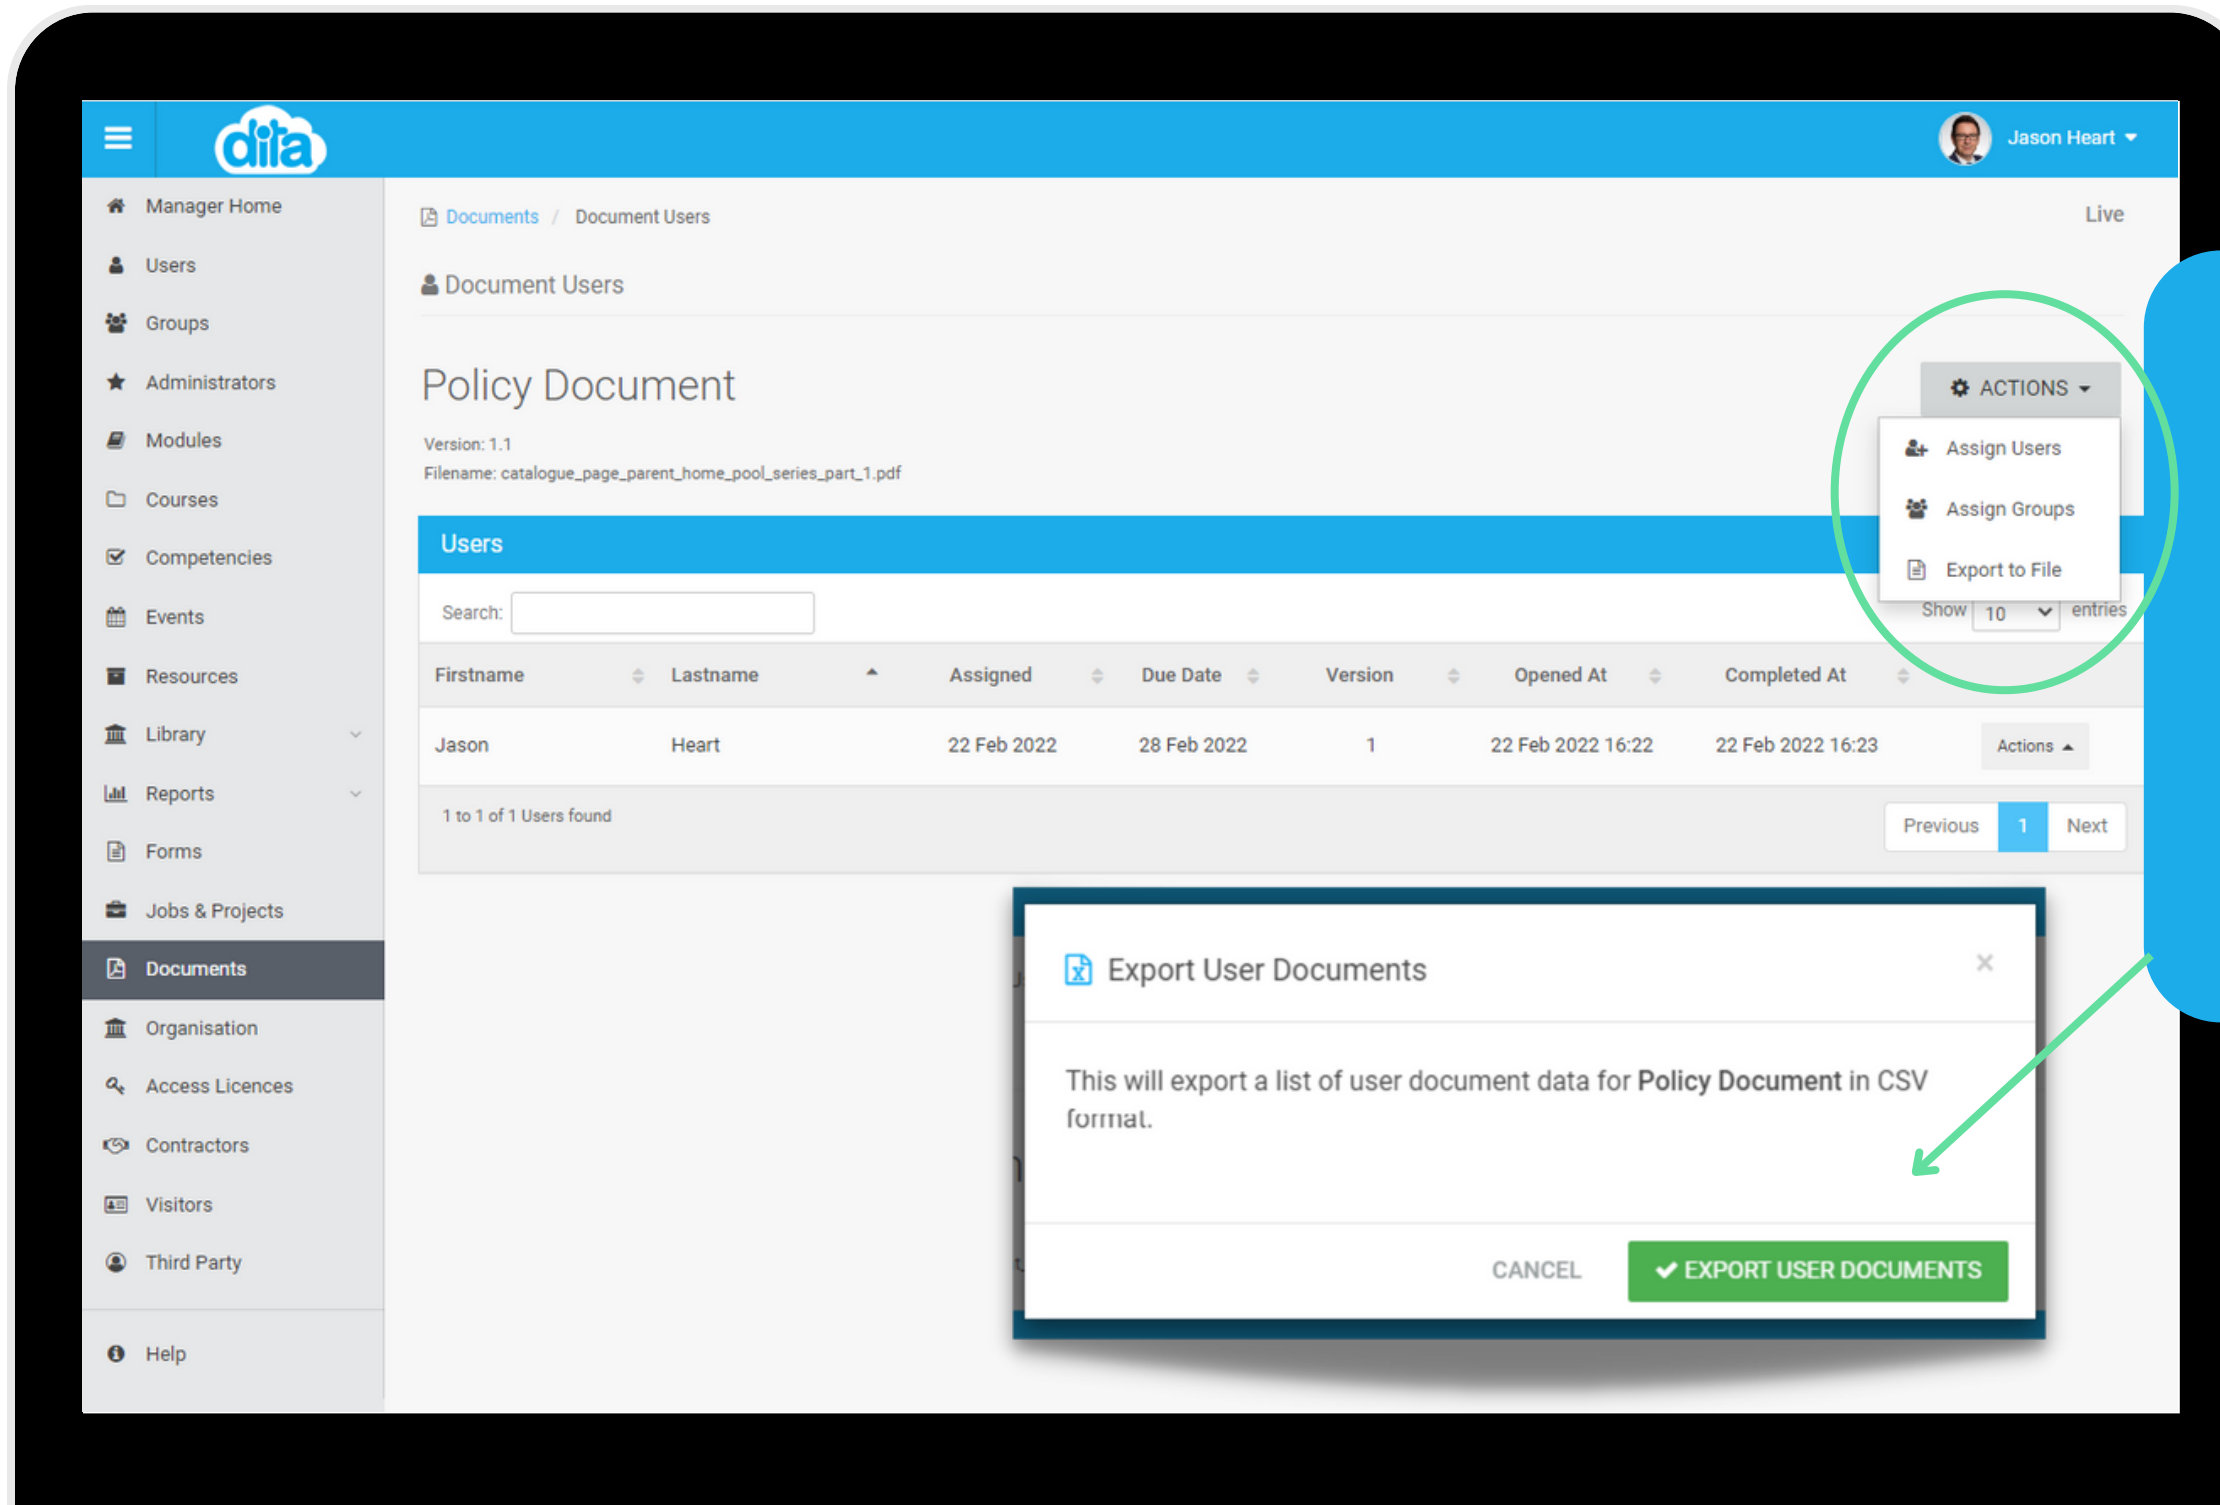 dita
Jason Heart
Manager Home
Users
Groups
Administrators
Modules
Courses
Competencies
Events
Resources
Library
Reports
Forms
Jobs & Projects
Documents
Organisation
Access Licences
Contractors
Visitors
Third Party
Help
Documents / Document Users
Live
Document Users
Policy Document
ACTIONS
Assign Users
Assign Groups
Export to File
Version: 1.1
Filename: catalogue_page_parent_home_pool_series_part_1.pdf
Users
Search:
Show 10 entries
Firstname Lastname Assigned Due Date Version Opened At Completed At
Jason Heart 22 Feb 2022 28 Feb 2022 1 22 Feb 2022 16:22 22 Feb 2022 16:23 Actions
1 to 1 of 1 Users found
Previous 1 Next
Export User Documents ×
This will export a list of user document data for Policy Document in CSV
format.
CANCEL EXPORT USER DOCUMENTS